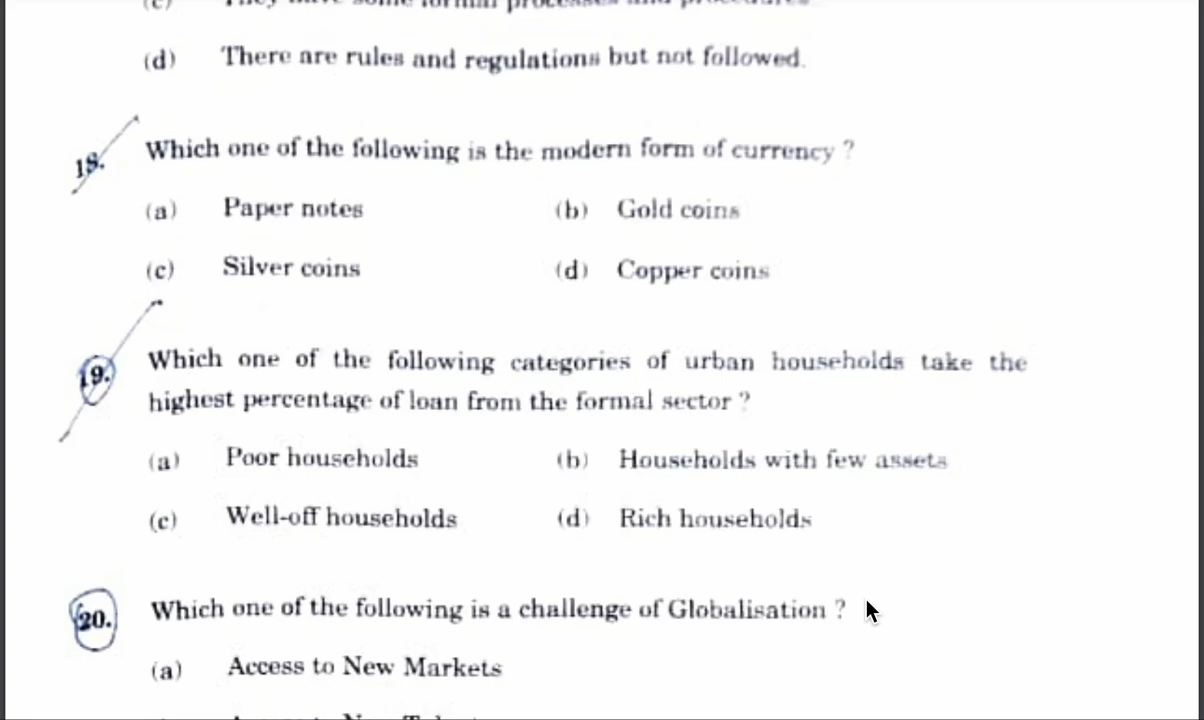 (d) There are rules and regulations but not followed.
18. Which one of the following is the modern form of currency ?
(a) Paper notes (b) Gold coins
(c) Silver coins (d) Copper coins
19. Which one of the following categories of urban households take the
highest percentage of loan from the formal sector ?
(a) Poor households (b) Households with few assets
(c) Well-off households (d) Rich households
20. Which one of the following is a challenge of Globalisation ?
(a) Access to New Markets